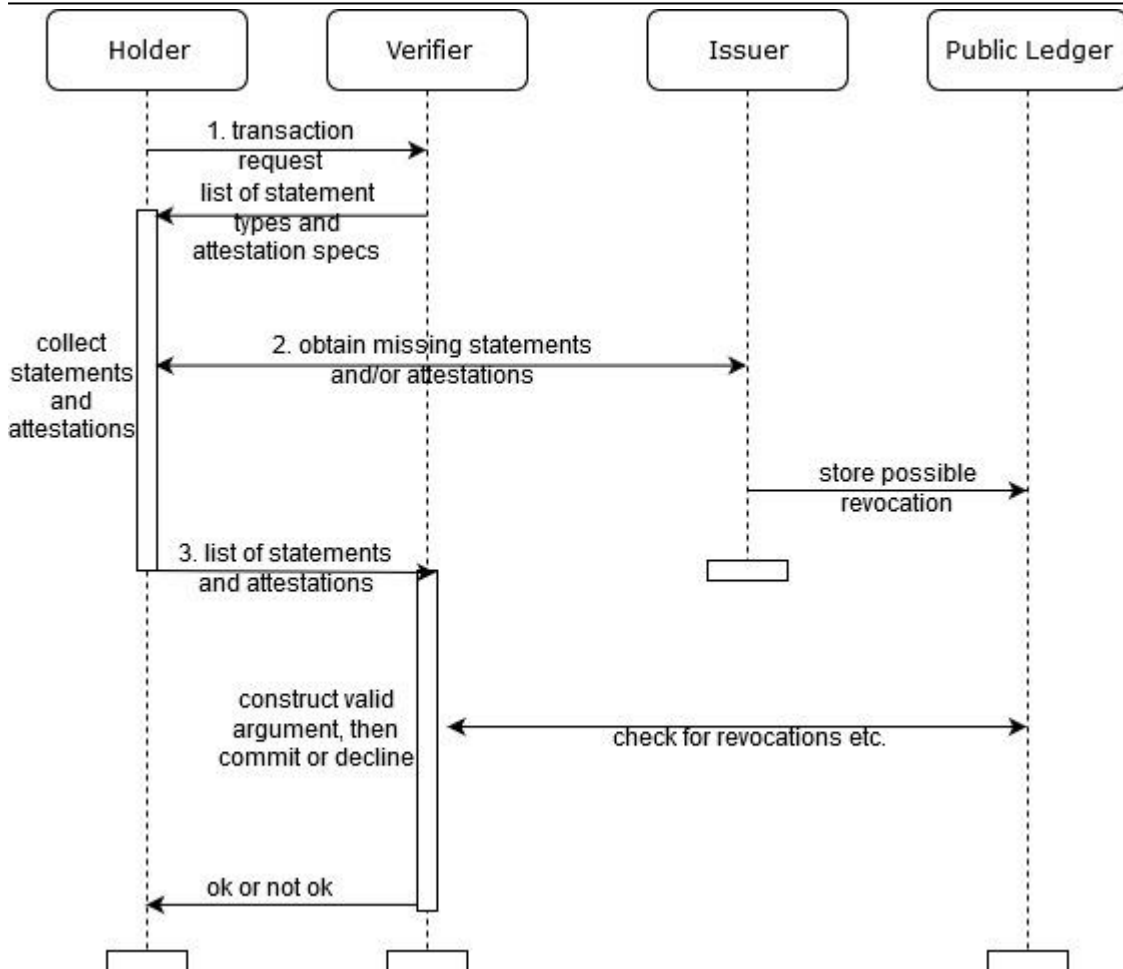 Holder
Verifier
Issuer
Public Ledger
1. transaction
request
list of statement
types and
attestation specs
collect
statements
and
attestations
2. obtain missing statements
and/or attestations
store possible
revocation
3. list of statements
and attestations
construct valid
argument, then
commit or decline
check for revocations etc.
ok or not ok